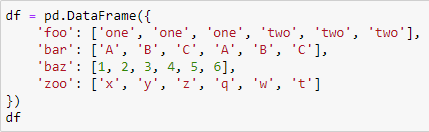 df = pd.DataFrame({
    'foo': ['one', 'one', 'one', 'two', 'two', 'two'],
    'bar': ['A', 'B', 'C', 'A', 'B', 'C'],
    'baz': [1, 2, 3, 4, 5, 6],
    'zoo': ['x', 'y', 'z', 'q', 'w', 't']
})
df